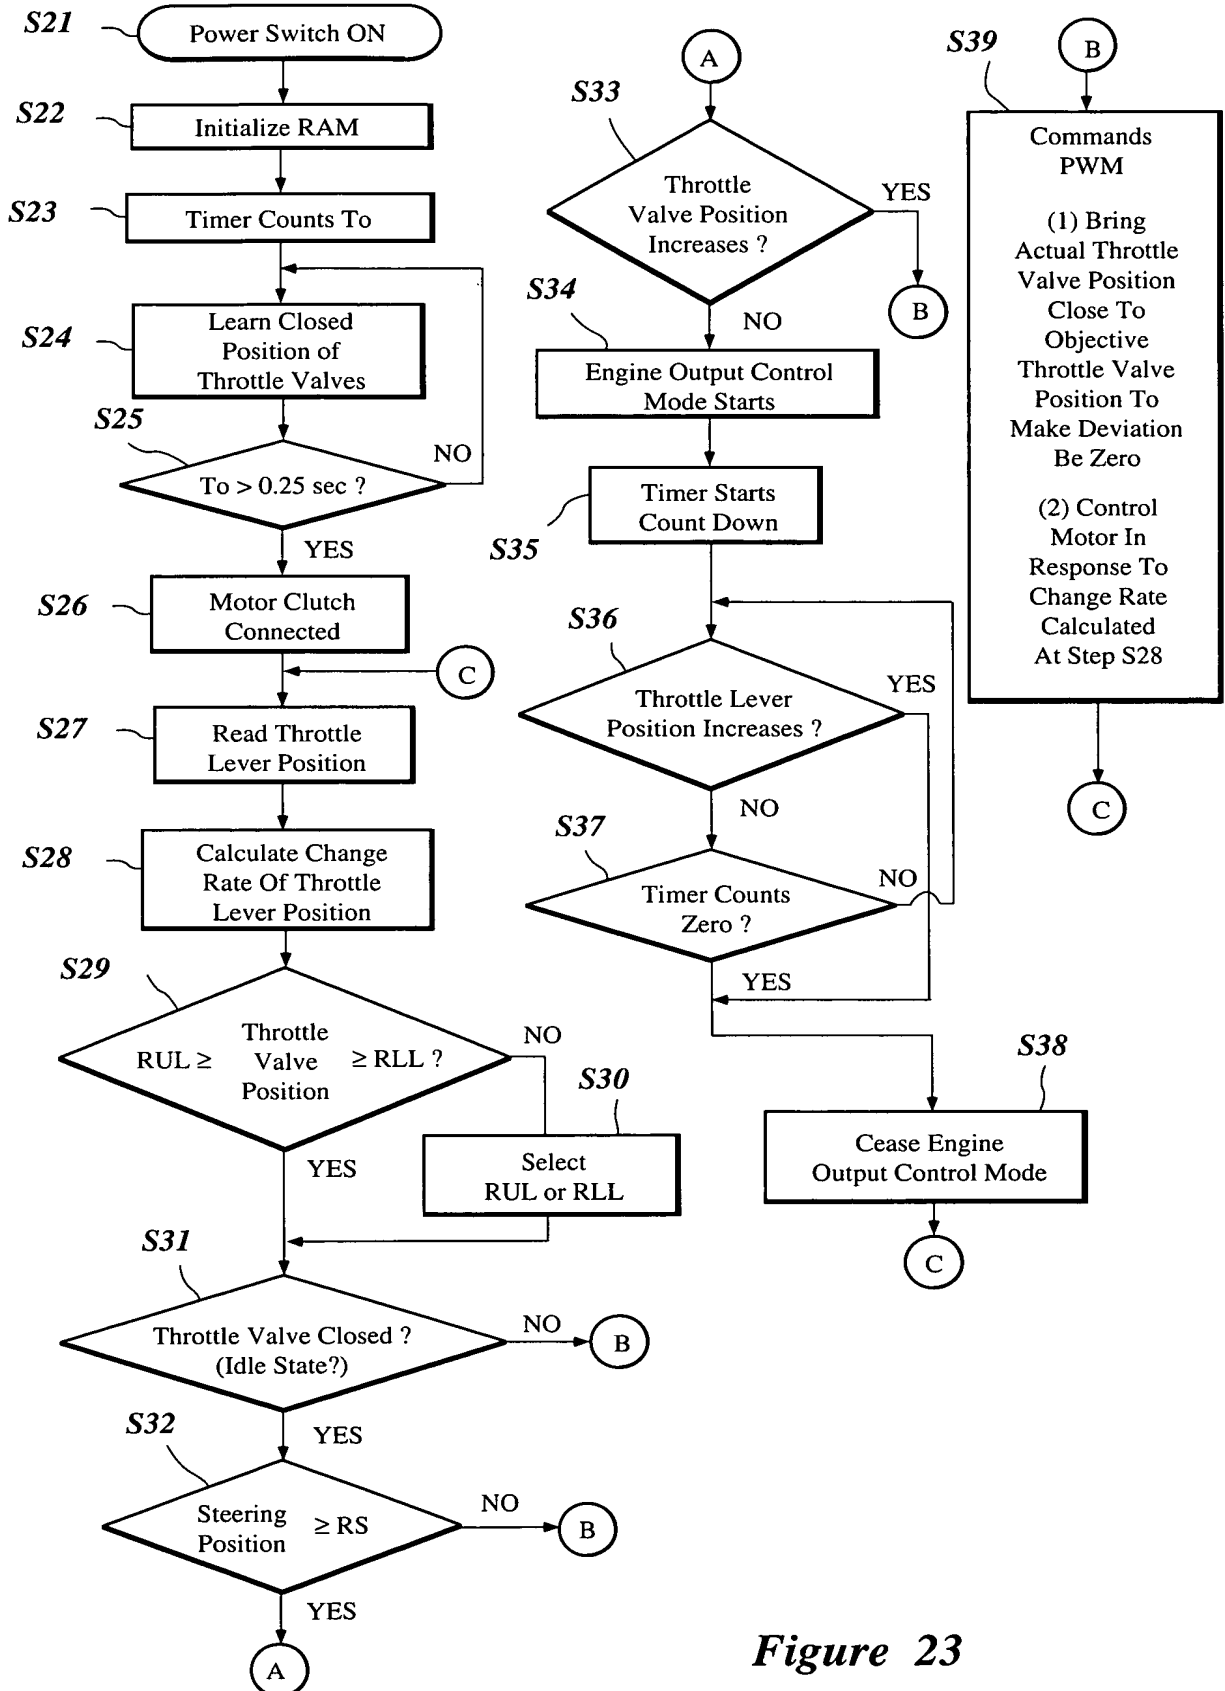 S21
Power Switch ON
S22
Initialize RAM
S23
Timer Counts To
S24
Learn Closed
Position of
Throttle Valves
S25
To > 0.25 sec ?
NO
YES
S26
Motor Clutch
Connected
C
S27
Read Throttle
Lever Position
S28
Calculate Change
Rate Of Throttle
Lever Position
S29
RUL ≥ Throttle Valve Position ≥ RLL ?
NO
YES
S30
Select
RUL or RLL
S31
Throttle Valve Closed ?
(Idle State?)
NO
B
YES
S32
Steering
Position ≥ RS
NO
B
YES
A
A
S33
Throttle
Valve Position
Increases ?
YES
B
NO
S34
Engine Output Control
Mode Starts
S35
Timer Starts
Count Down
S36
Throttle Lever
Position Increases ?
YES
NO
S37
Timer Counts
Zero ?
NO
YES
S38
Cease Engine
Output Control Mode
C
B
S39
Commands
PWM
(1) Bring
Actual Throttle
Valve Position
Close To
Objective
Throttle Valve
Position To
Make Deviation
Be Zero
(2) Control
Motor In
Response To
Change Rate
Calculated
At Step S28
C
Figure 23